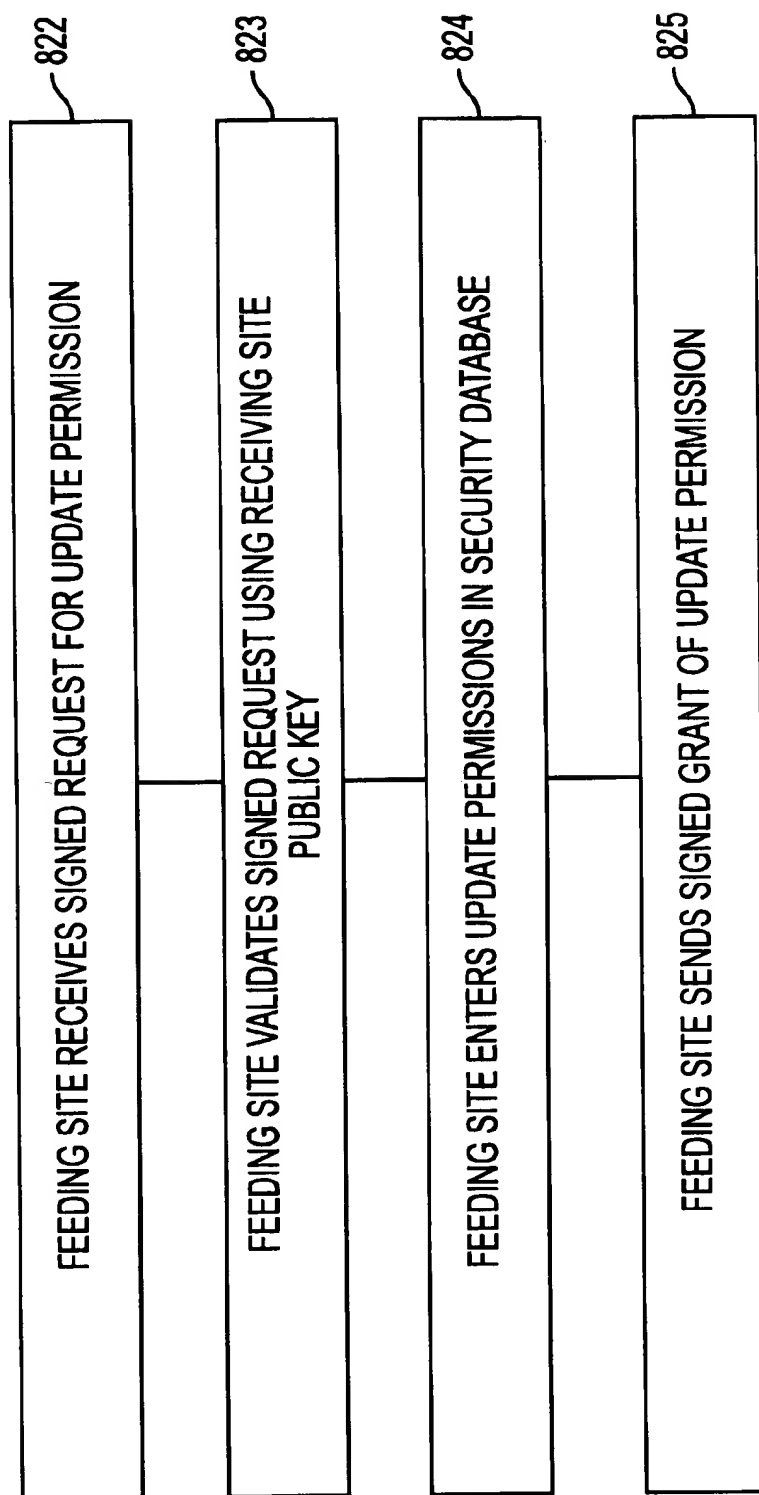 FEEDING SITE RECEIVES SIGNED REQUEST FOR UPDATE PERMISSION
822
FEEDING SITE VALIDATES SIGNED REQUEST USING RECEIVING SITE
PUBLIC KEY
823
FEEDING SITE ENTERS UPDATE PERMISSIONS IN SECURITY DATABASE
824
FEEDING SITE SENDS SIGNED GRANT OF UPDATE PERMISSION
825